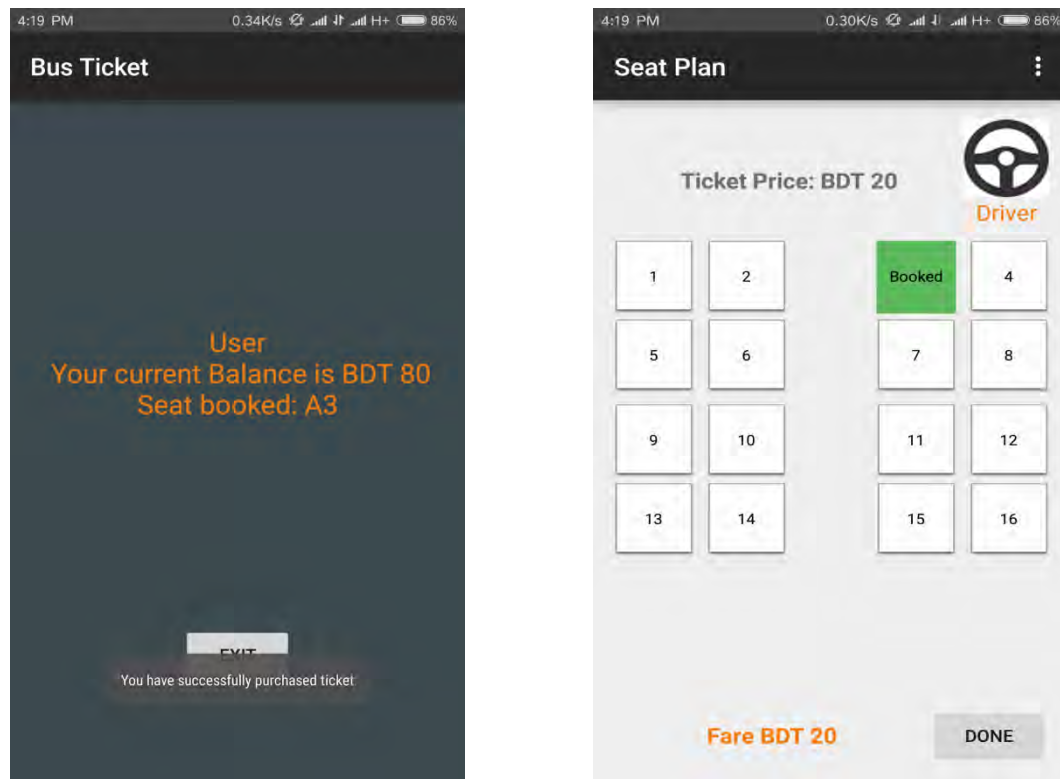 4:19 PM 0.34K/s H+ 86%
Bus Ticket
User
Your current Balance is BDT 80
Seat booked: A3
EXIT
You have successfully purchased ticket
4:19 PM 0.30K/s H+ 86%
Seat Plan
Ticket Price: BDT 20
Driver
1 2 Booked 4
5 6 7 8
9 10 11 12
13 14 15 16
Fare BDT 20 DONE